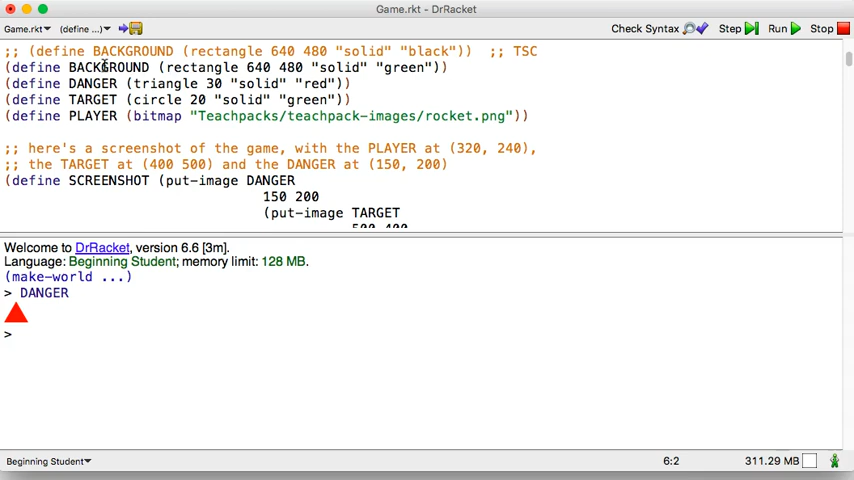 Game.rkt - DrRacket
Game.rkt (define ...) Check Syntax Step Run Stop
;; (define BACKGROUND (rectangle 640 480 "solid" "black")) ;; TSC
(define BACKGROUND (rectangle 640 480 "solid" "green"))
(define DANGER (triangle 30 "solid" "red"))
(define TARGET (circle 20 "solid" "green"))
(define PLAYER (bitmap "Teachpacks/teachpack-images/rocket.png"))
;; here's a screenshot of the game, with the PLAYER at (320, 240),
;; the TARGET at (400 500) and the DANGER at (150, 200)
(define SCREENSHOT (put-image DANGER
150 200
(put-image TARGET
500 400
Welcome to DrRacket, version 6.6 [3m].
Language: Beginning Student; memory limit: 128 MB.
(make-world ...)
> DANGER
>
Beginning Student 6:2 311.29 MB